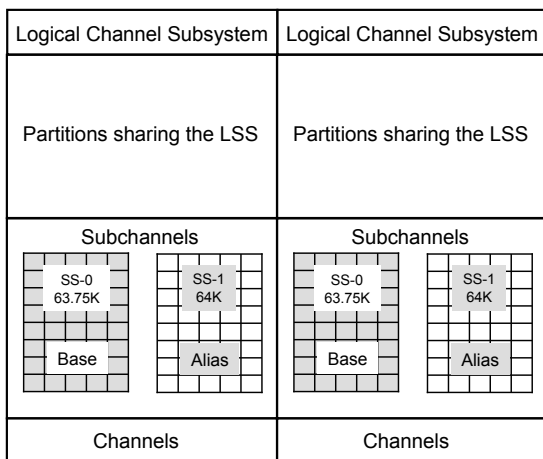 Logical Channel Subsystem
Logical Channel Subsystem
Partitions sharing the LSS
Partitions sharing the LSS
Subchannels
SS-0
63.75K
Base
SS-1
64K
Alias
Subchannels
SS-0
63.75K
Base
SS-1
64K
Alias
Channels
Channels